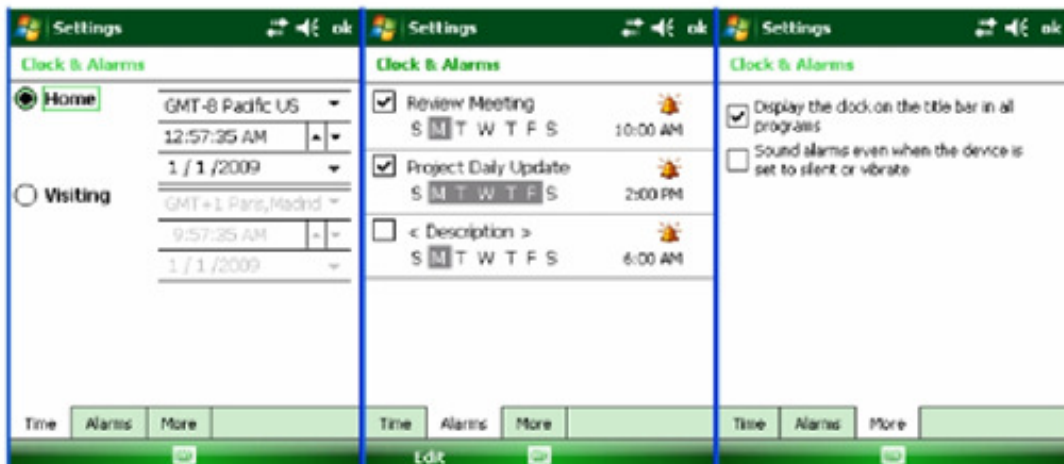 Settings
ok
Clock & Alarms
Home
GMT-8 Pacific US
12:57:35 AM
1 / 1 /2009
Visiting
GMT+1 Paris,Madrid
9:57:35 AM
1 / 1 /2009
Time Alarms More
Settings
ok
Clock & Alarms
Review Meeting
S M T W T F S 10:00 AM
Project Daily Update
S M T W T F S 2:00 PM
< Description >
S M T W T F S 6:00 AM
Time Alarms More
Edit
Settings
ok
Clock & Alarms
Display the clock on the title bar in all
programs
Sound alarms even when the device is
set to silent or vibrate
Time Alarms More